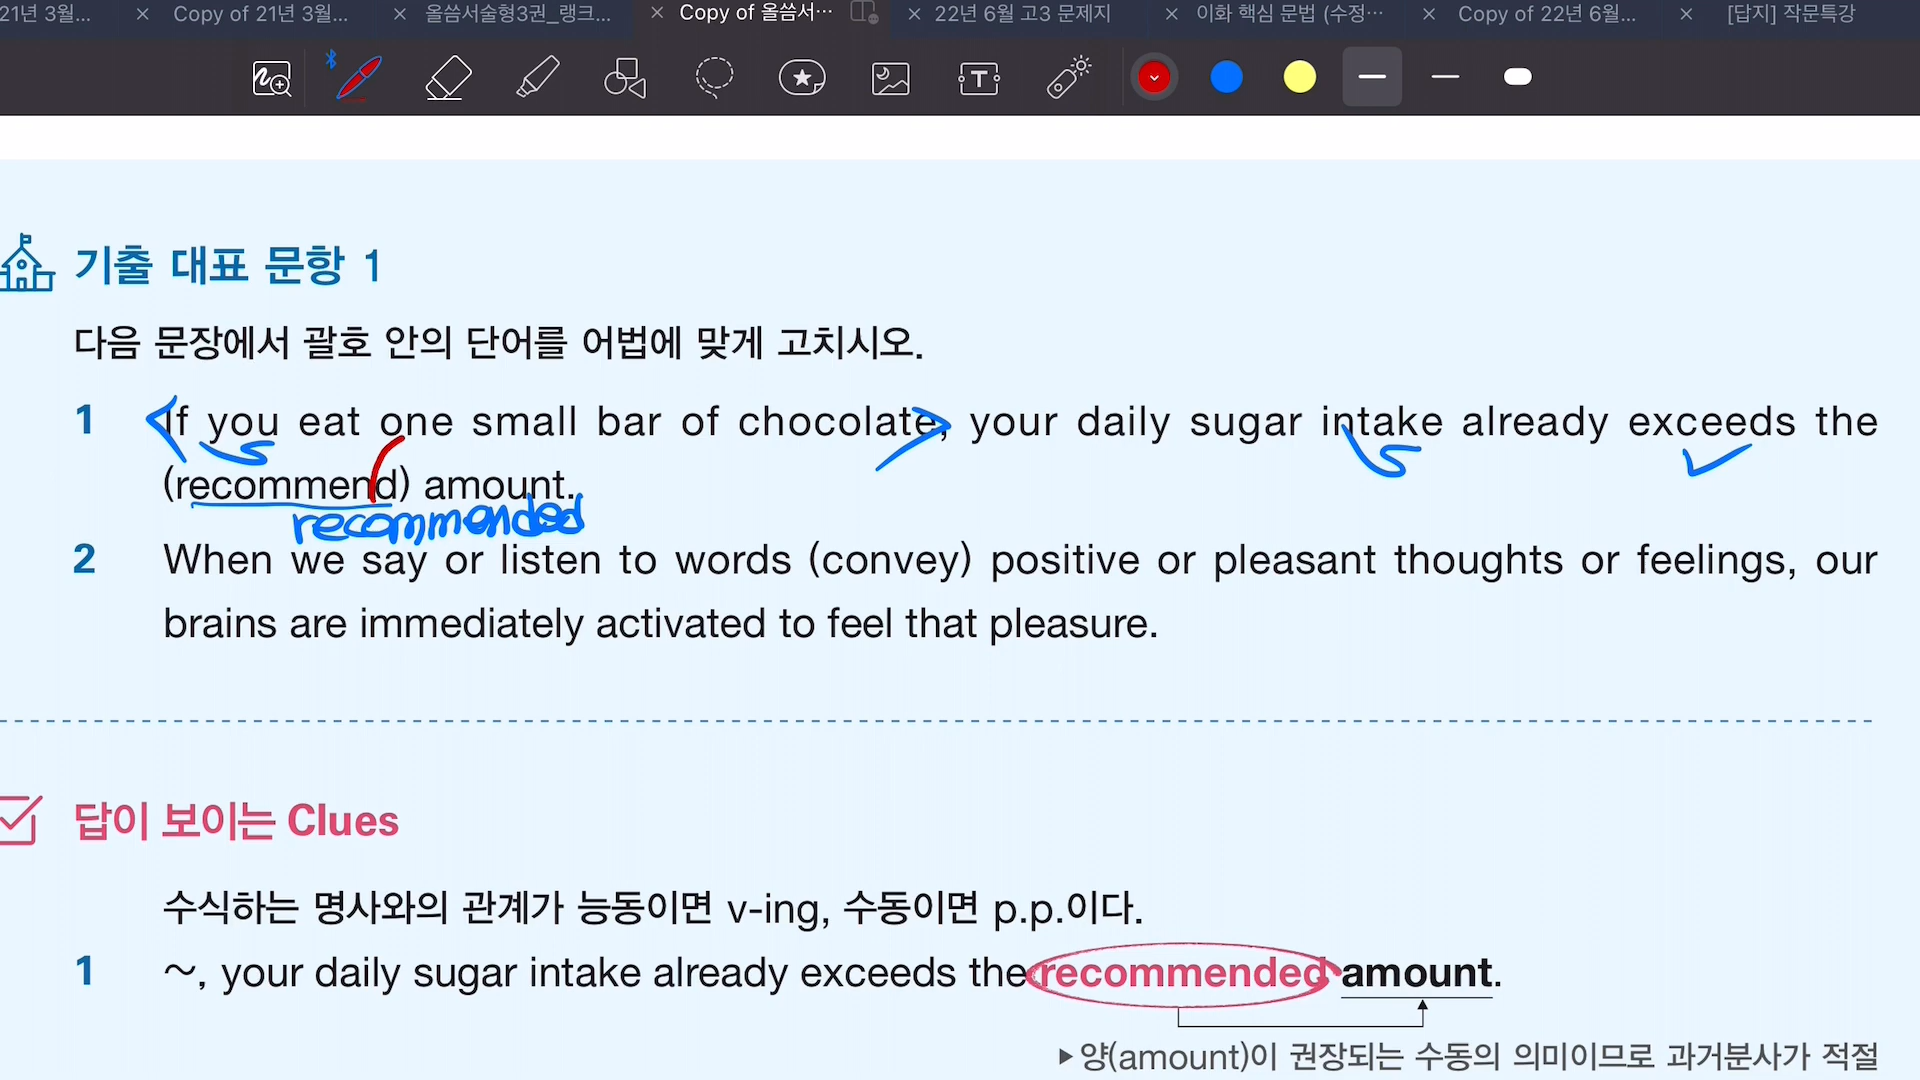 21년 3월...
Copy of 21년 3월...
올씀서술형3권_랭크...
Copy of 올씀서...
22년 6월 고3 문제지
이화 핵심 문법 (수정...
Copy of 22년 6월...
[답지] 작문특강
기출 대표 문항 1
다음 문장에서 괄호 안의 단어를 어법에 맞게 고치시오.
1 If you eat one small bar of chocolate, your daily sugar intake already exceeds the
(recommend) amount.
recommended
2 When we say or listen to words (convey) positive or pleasant thoughts or feelings, our
brains are immediately activated to feel that pleasure.
답이 보이는 Clues
수식하는 명사와의 관계가 능동이면 v-ing, 수동이면 p.p.이다.
1 ~, your daily sugar intake already exceeds the recommended amount.
▶양(amount)이 권장되는 수동의 의미이므로 과거분사가 적절